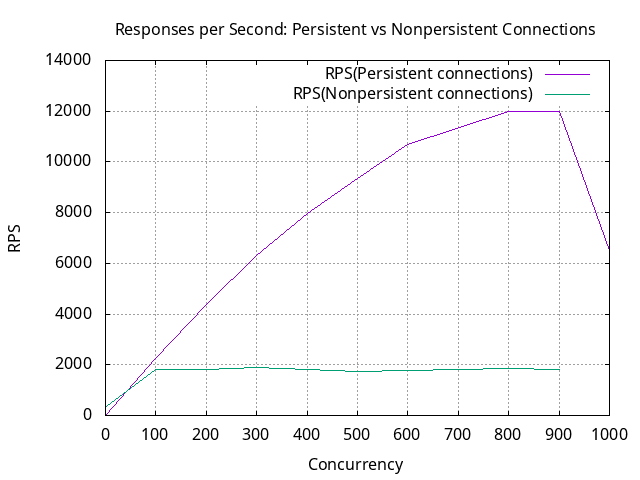 Responses per Second: Persistent vs Nonpersistent Connections
14000
12000
10000
8000
6000
4000
2000
0
RPS
RPS(Persistent connections)
RPS(Nonpersistent connections)
0 100 200 300 400 500 600 700 800 900 1000
Concurrency